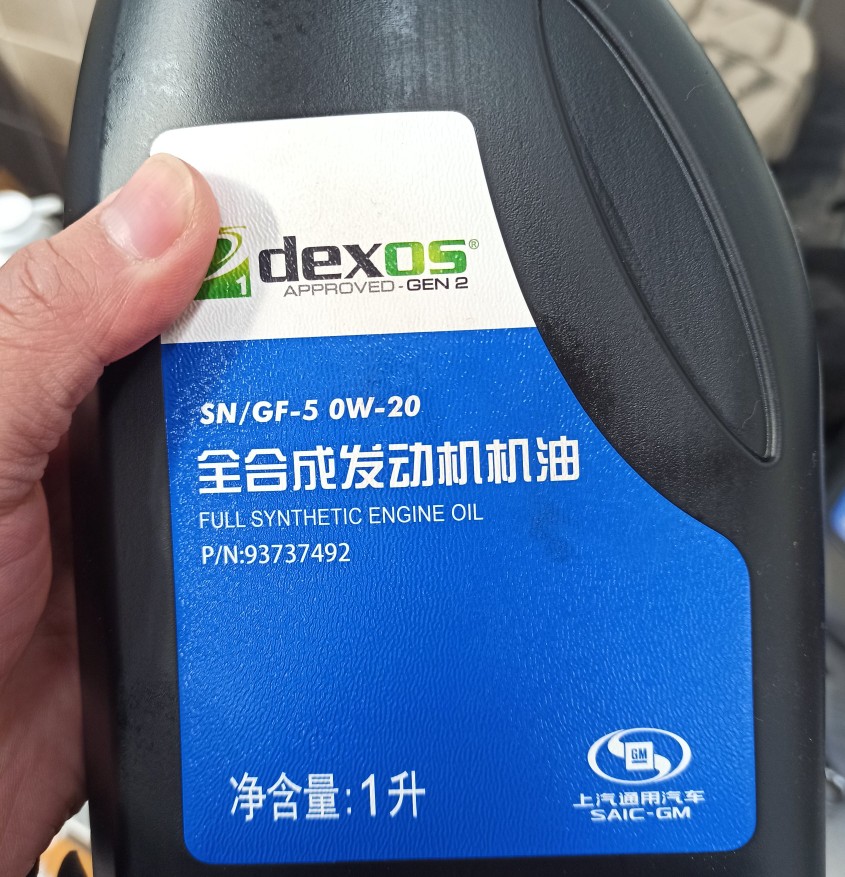 1
dexos®
APPROVED-GEN 2
SN/GF-5 0W-20
全合成发动机机油
FULL SYNTHETIC ENGINE OIL
P/N:93737492
净含量:1升
GM
上汽通用汽车
SAIC-GM